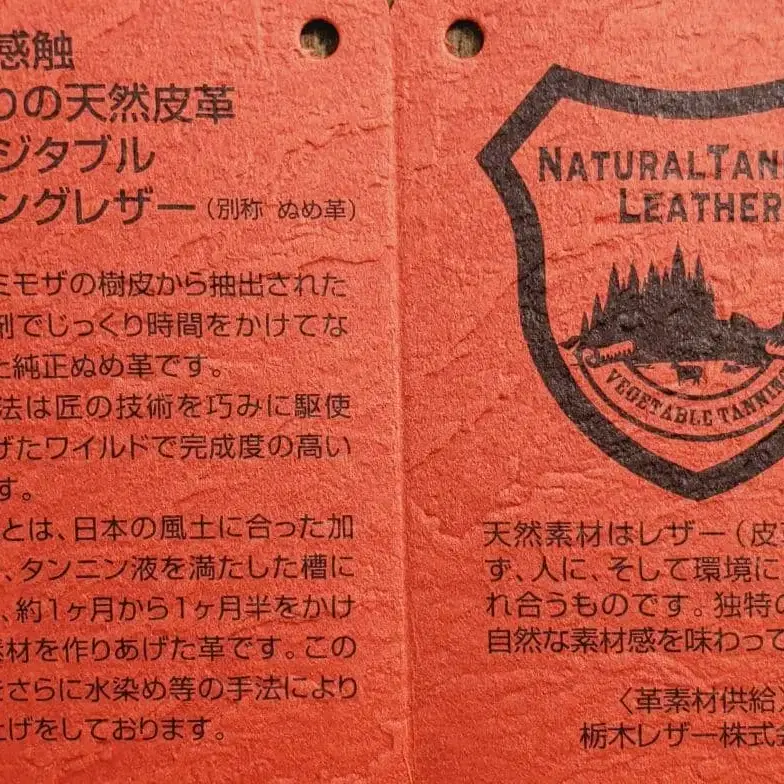 感触
りの天然皮革
ジタブル
ングレザー（別称 ぬめ革）
ミモザの樹皮から抽出された
剤でじっくり時間をかけてな
た純正ぬめ革です。
法は匠の技術を巧みに駆使
げたワイルドで完成度の高い
す。
とは、日本の風土に合った加
、タンニン液を満たした槽に
、約1ヶ月から1ヶ月半をかけ
素材を作りあげた革です。この
をさらに水染め等の手法により
上げをしております。
NATURALTAN
LEATHER
VEGETABLE TANNI
天然素材はレザー（皮
ず、人に、そして環境に
れ合うものです。独特
自然な素材感を味わって
〈革素材供給
栃木レザー株式会